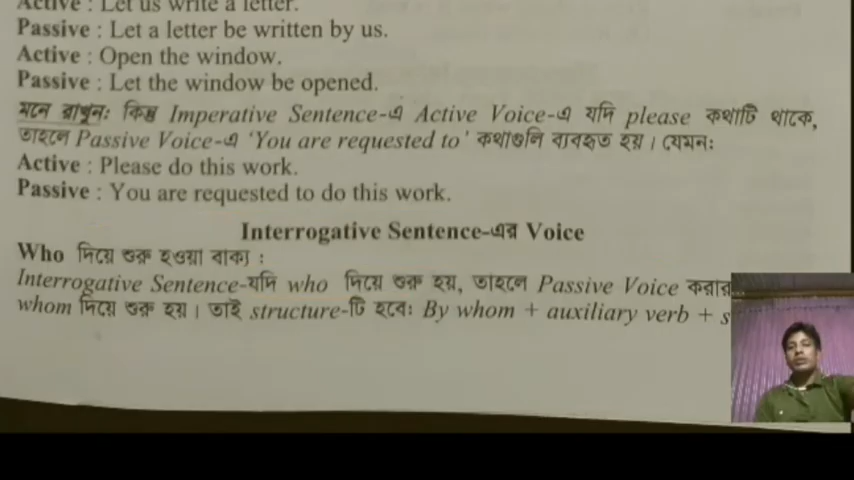 Active : Let us write a letter.
Passive : Let a letter be written by us.
Active : Open the window.
Passive : Let the window be opened.
মনে রাখুন: কিন্তু Imperative Sentence-এ Active Voice-এ যদি please কথাটি থাকে,
তাহলে Passive Voice-এ ‘You are requested to’ কথাগুলি ব্যবহৃত হয়। যেমন:
Active : Please do this work.
Passive : You are requested to do this work.
Interrogative Sentence-এর Voice
Who দিয়ে শুরু হওয়া বাক্য :
Interrogative Sentence-যদি who দিয়ে শুরু হয়, তাহলে Passive Voice করার
whom দিয়ে শুরু হয়। তাই structure-টি হবে: By whom + auxiliary verb + s